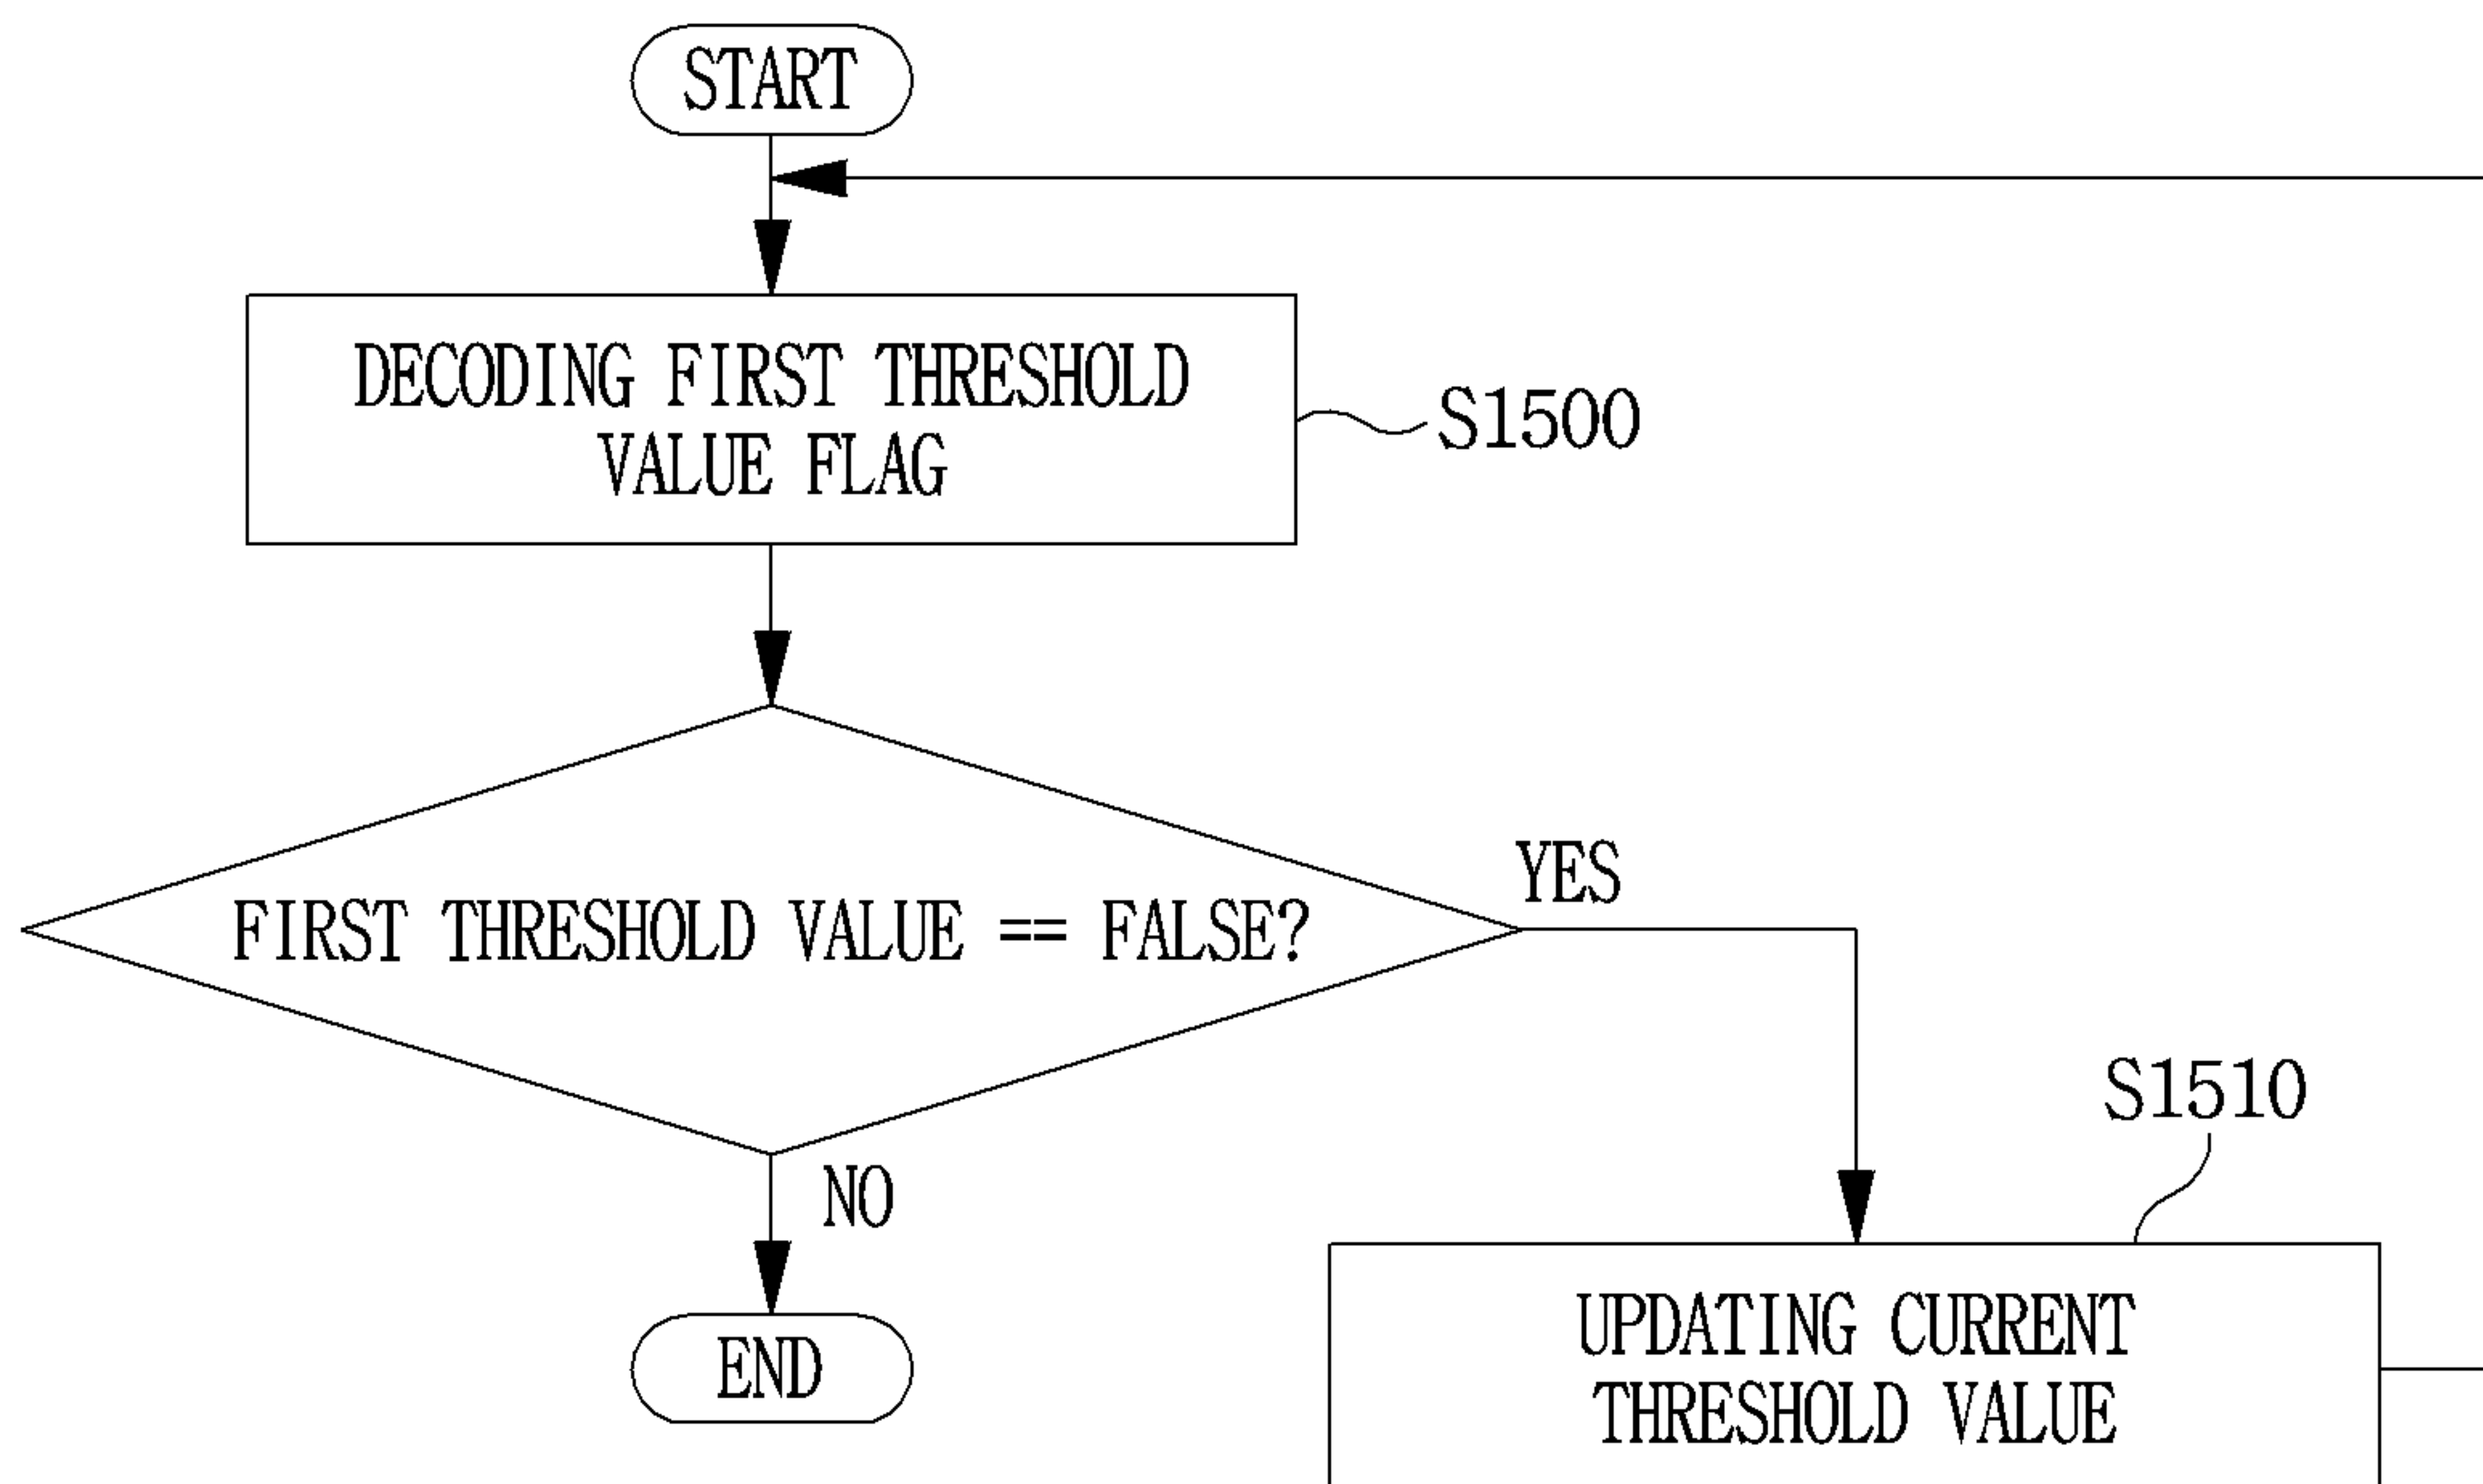 START
DECODING FIRST THRESHOLD
VALUE FLAG
S1500
FIRST THRESHOLD VALUE == FALSE?
YES
NO
S1510
UPDATING CURRENT
THRESHOLD VALUE
END